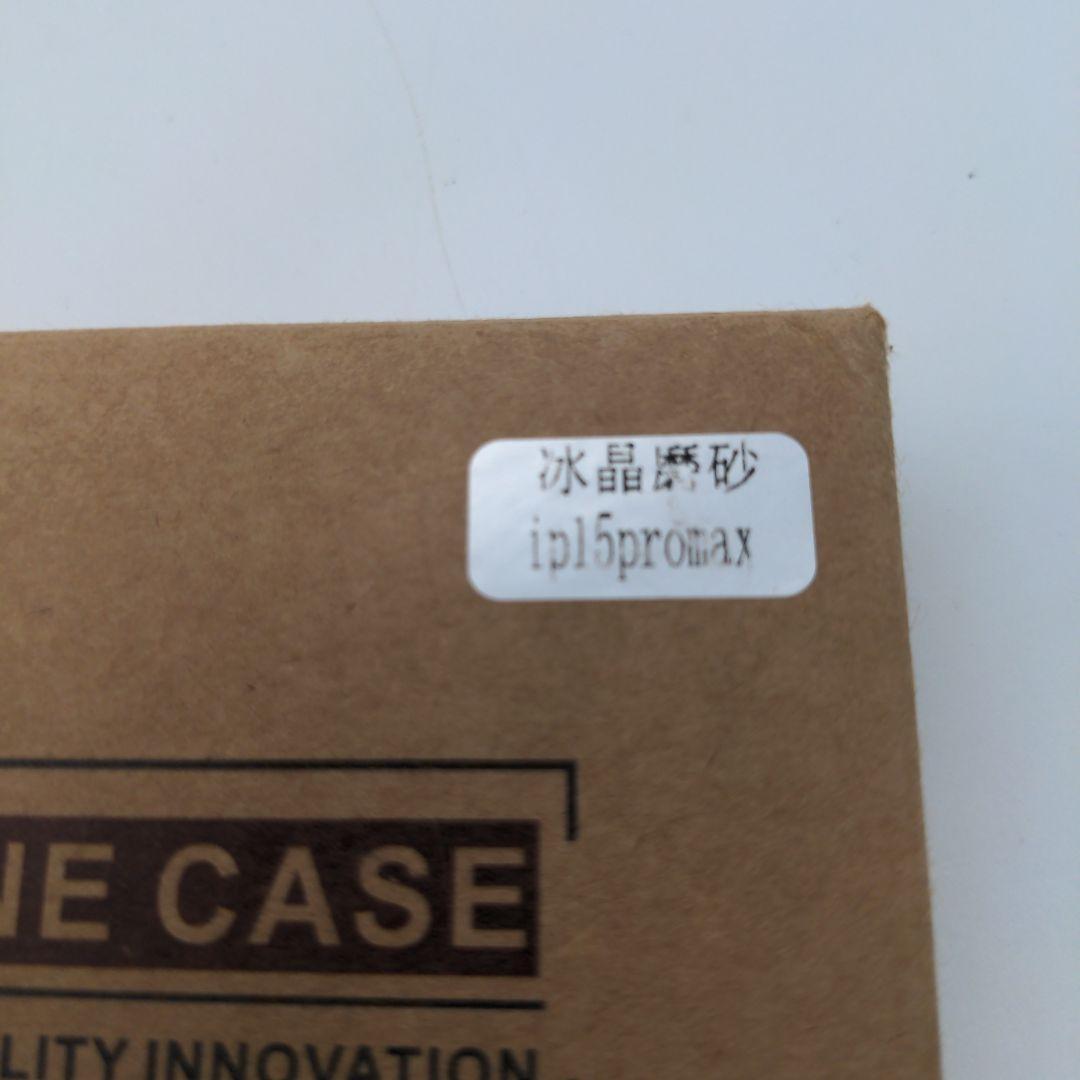 冰晶磨砂
ip15promax
NE CASE
LITY INNOVATION